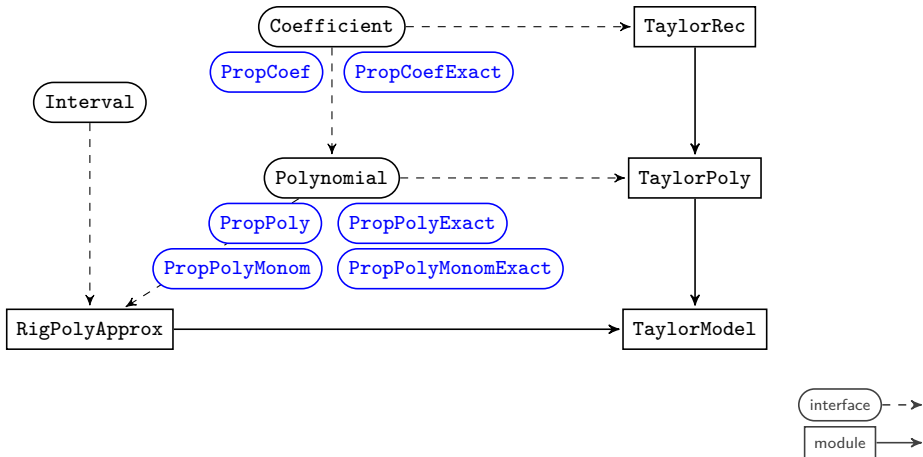 Coefficient
TaylorRec
PropCoef
PropCoefExact
Interval
Polynomial
TaylorPoly
PropPoly
PropPolyExact
PropPolyMonom
PropPolyMonomExact
RigPolyApprox
TaylorModel
interface
module